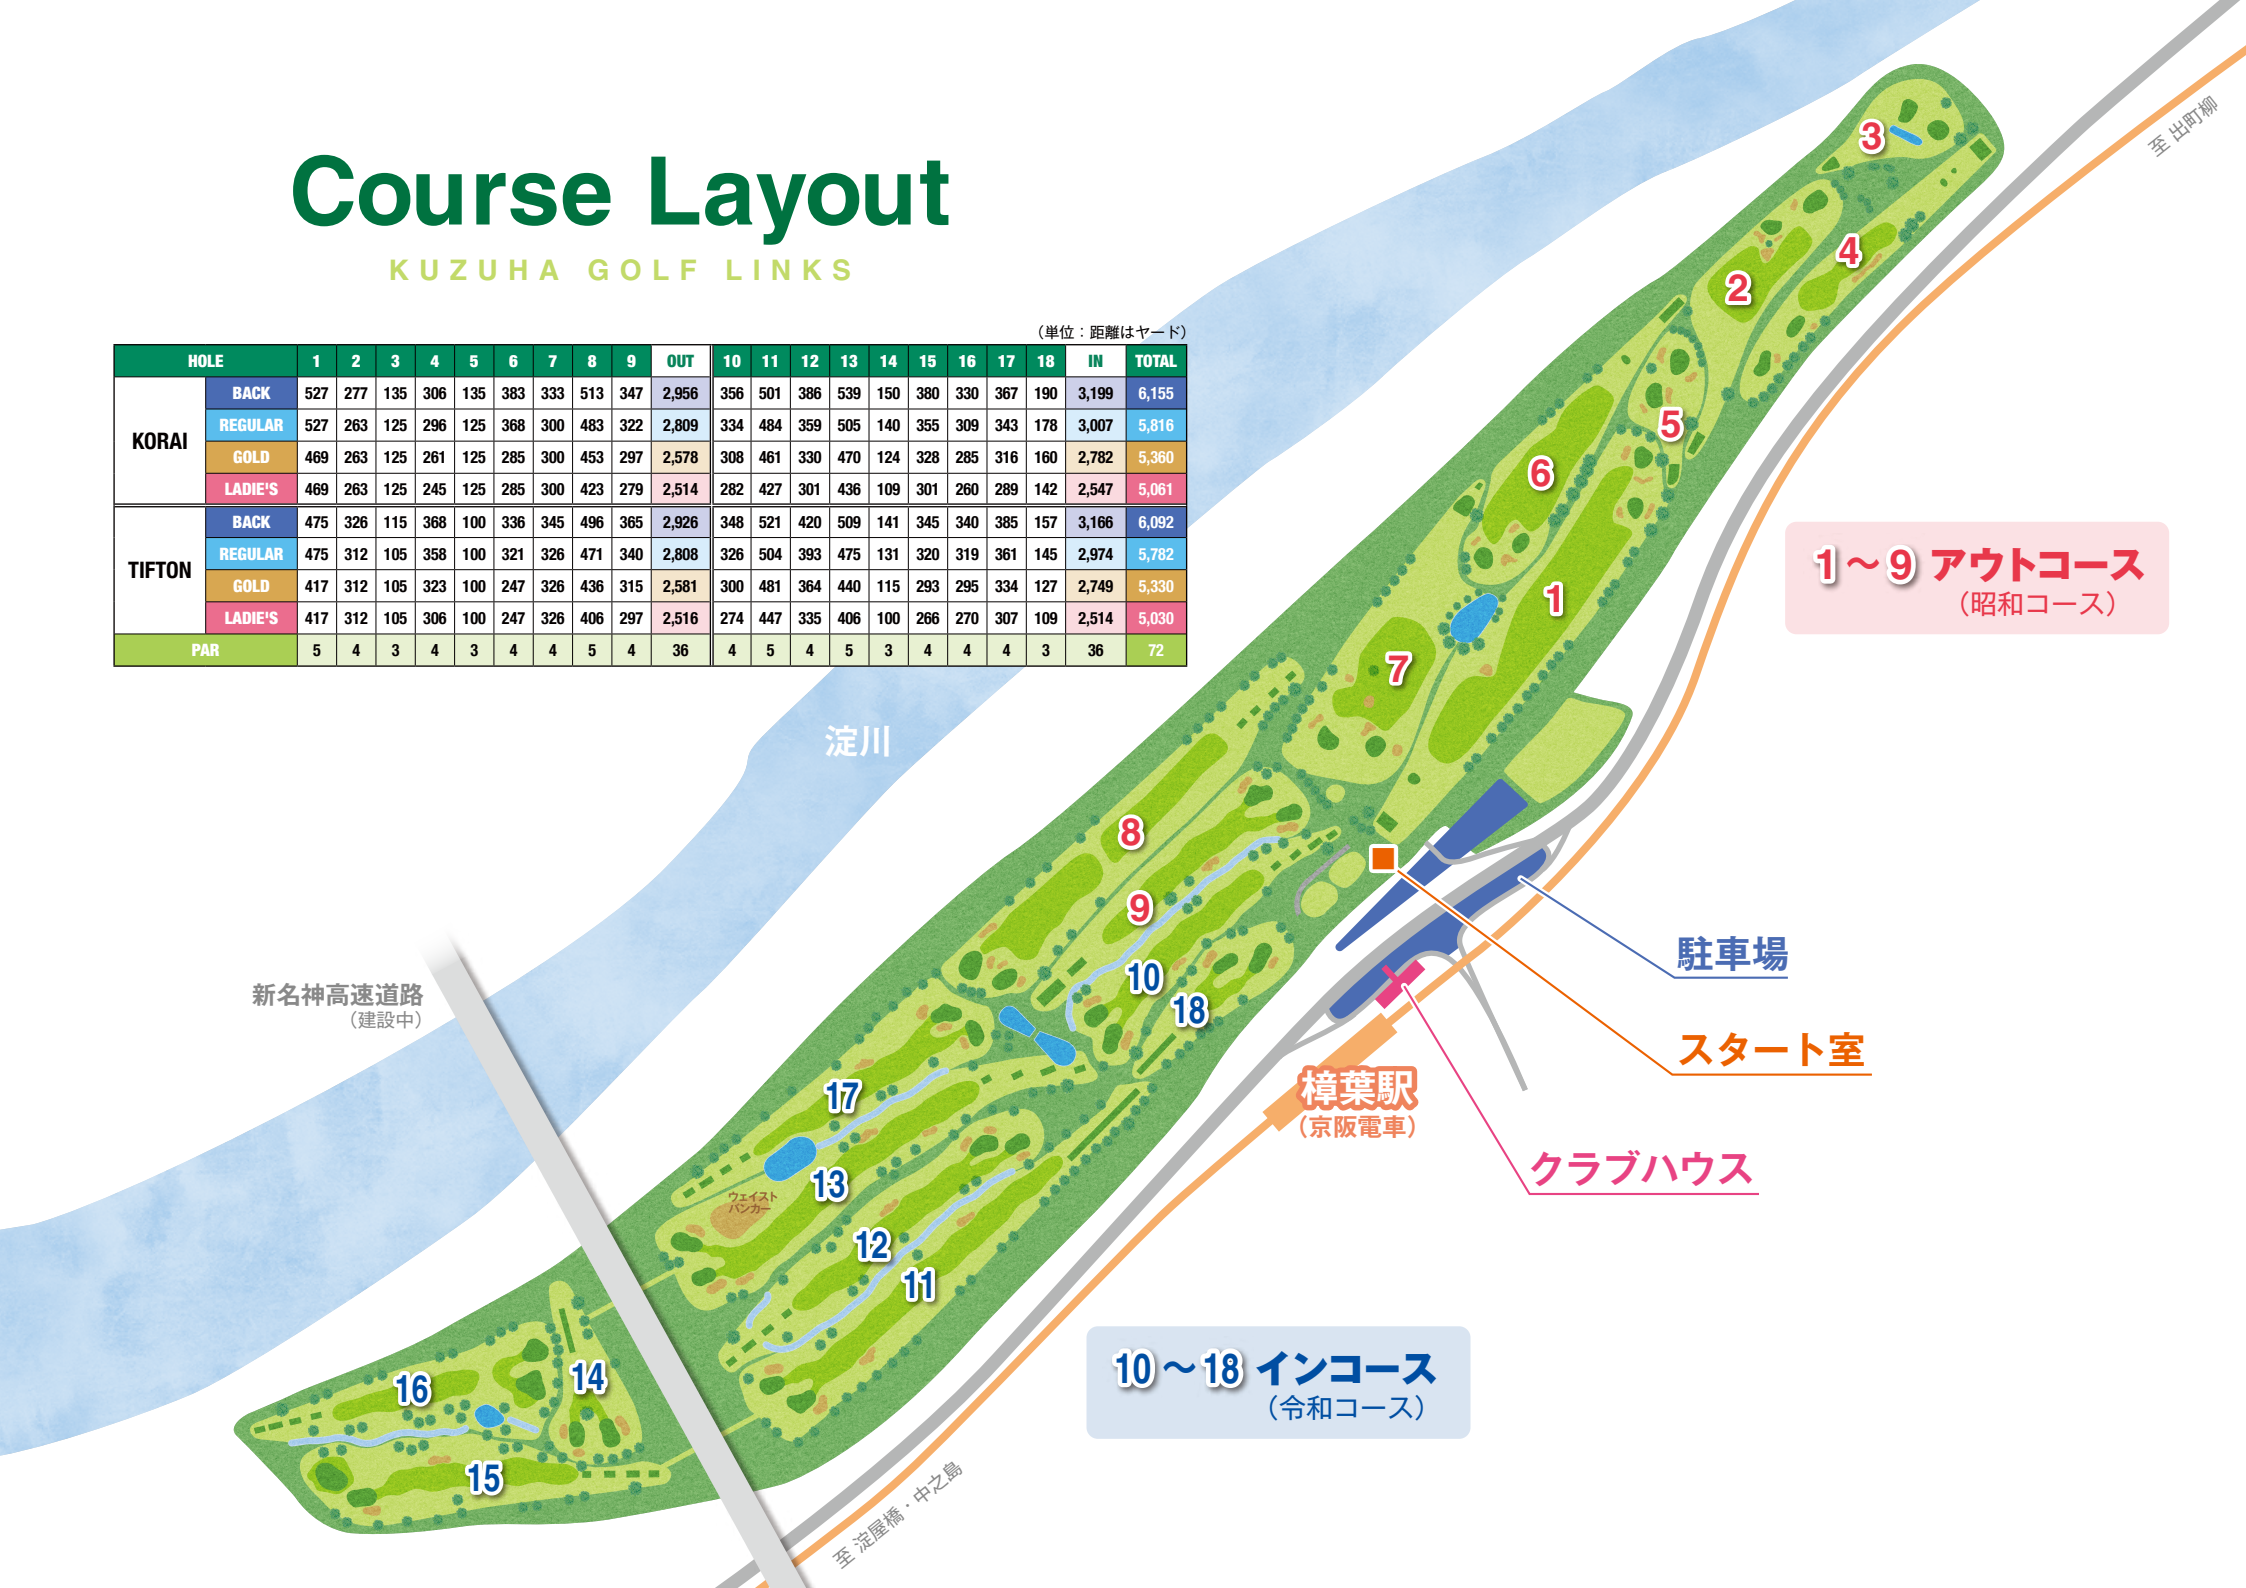 Course Layout
KUZUHA GOLF LINKS
（単位：距離はヤード）
HOLE 1 2 3 4 5 6 7 8 9 OUT 10 11 12 13 14 15 16 17 18 IN TOTAL
KORAI
BACK 527 277 135 306 135 383 333 513 347 2,956 356 501 386 539 150 380 330 367 190 3,199 6,155
REGULAR 527 263 125 296 125 368 300 483 322 2,809 334 484 359 505 140 355 309 343 178 3,007 5,816
GOLD 469 263 125 261 125 285 300 453 297 2,578 308 461 330 470 124 328 285 316 160 2,782 5,360
LADIE'S 469 263 125 245 125 285 300 423 279 2,514 282 427 301 436 109 301 260 289 142 2,547 5,061
TIFTON
BACK 475 326 115 368 100 336 345 496 365 2,926 348 521 420 509 141 345 340 385 157 3,166 6,092
REGULAR 475 312 105 358 100 321 326 471 340 2,808 326 504 393 475 131 320 319 361 145 2,974 5,782
GOLD 417 312 105 323 100 247 326 436 315 2,581 300 481 364 440 115 293 295 334 127 2,749 5,330
LADIE'S 417 312 105 306 100 247 326 406 297 2,516 274 447 335 406 100 266 270 307 109 2,514 5,030
PAR 5 4 3 4 3 4 4 5 4 36 4 5 4 5 3 4 4 4 3 36 72
至 出町柳
3
4
2
5
6
1
7
8
9
10
18
17
13
12
11
14
16
15
1～9 アウトコース
（昭和コース）
淀川
新名神高速道路
（建設中）
ウェイスト
バンカー
駐車場
スタート室
樟葉駅
（京阪電車）
クラブハウス
10～18 インコース
（令和コース）
至 淀屋橋・中之島